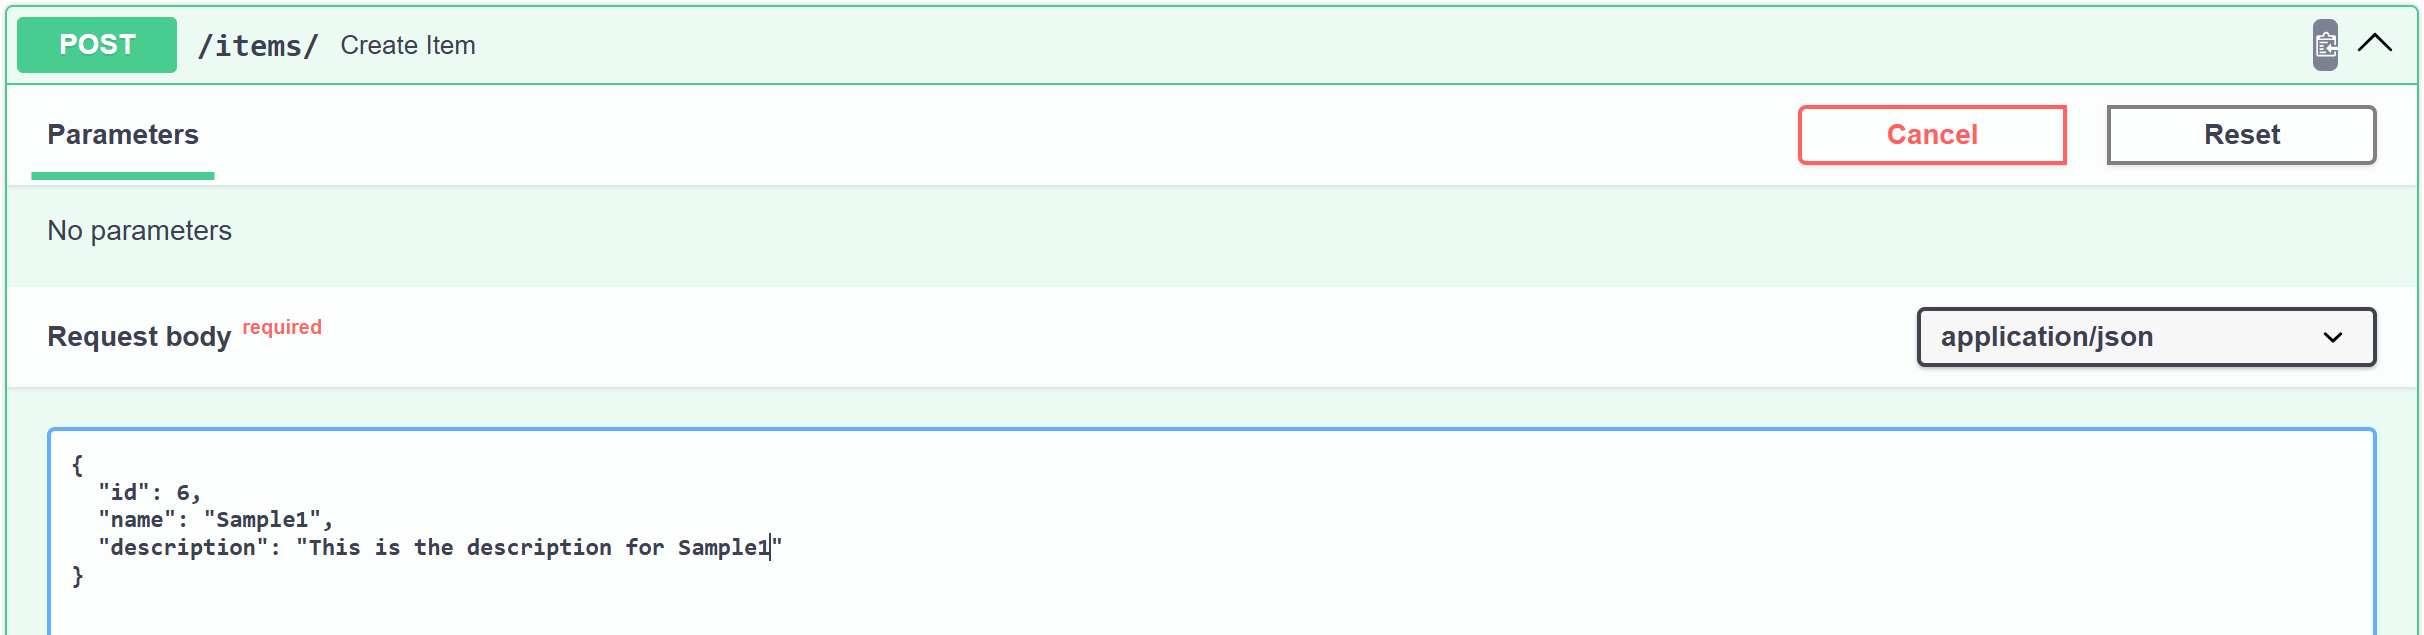 POST /items/ Create Item
Parameters Cancel Reset
No parameters
Request body required application/json
{
  "id": 6,
  "name": "Sample1",
  "description": "This is the description for Sample1"
}